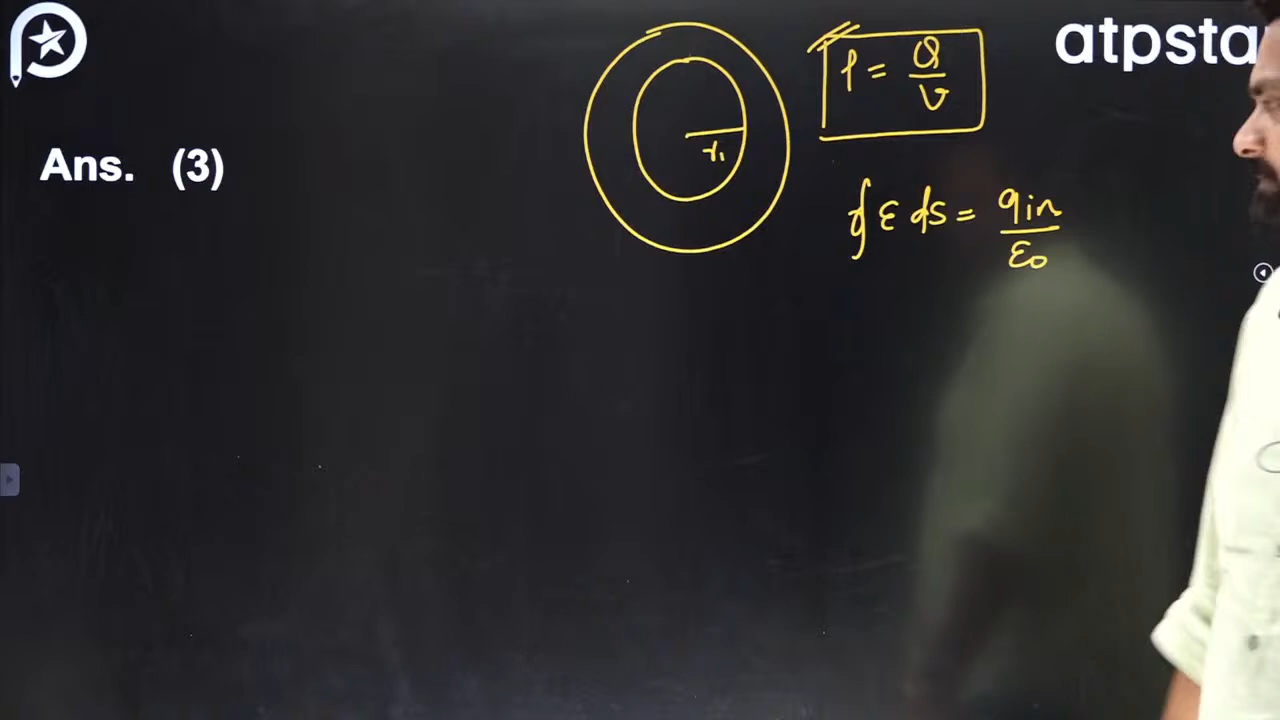 atpsta
ρ = Q/V
Ans. (3)
r₁
∮ E ds = qin/ε₀